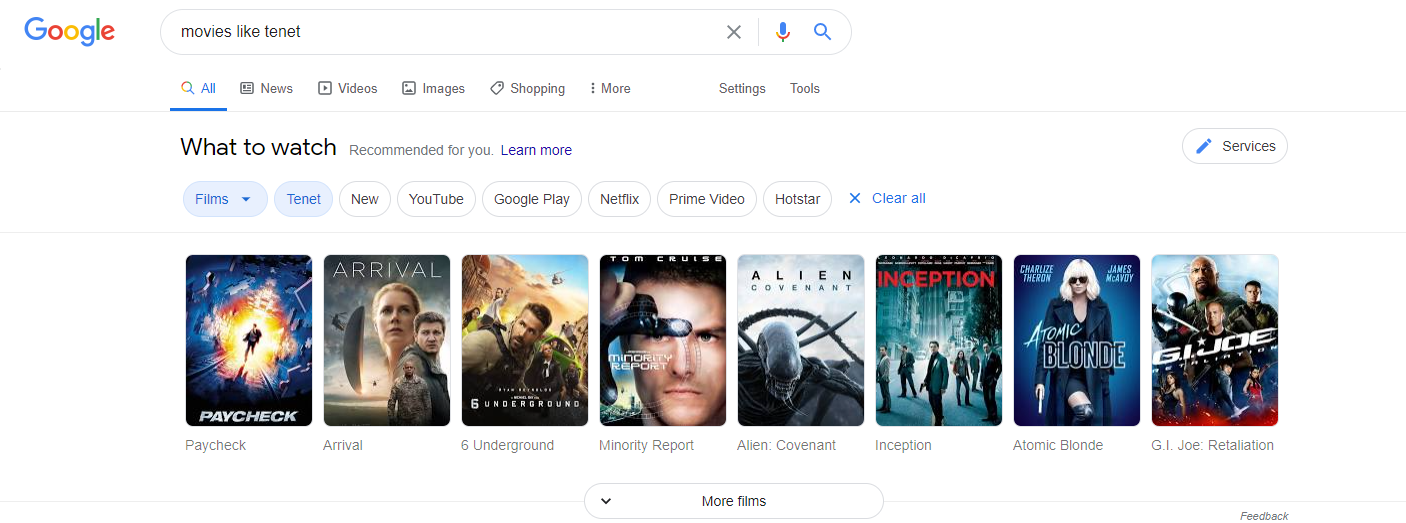 Google
movies like tenet
All News Videos Images Shopping More Settings Tools
What to watch Recommended for you. Learn more
Services
Films Tenet New YouTube Google Play Netflix Prime Video Hotstar Clear all
PAYCHECK
ARRIVAL
RYAN REYNOLDS
6 UNDERGROUND
TOM CRUISE
MINORITY
REPORT
ALIEN
COVENANT
LEONARDO DiCAPRIO
INCEPTION
CHARLIZE
THERON
JAMES
McAVOY
ATOMIC
BLONDE
G.I. JOE
RETALIATION
Paycheck
Arrival
6 Underground
Minority Report
Alien: Covenant
Inception
Atomic Blonde
G.I. Joe: Retaliation
More films
Feedback